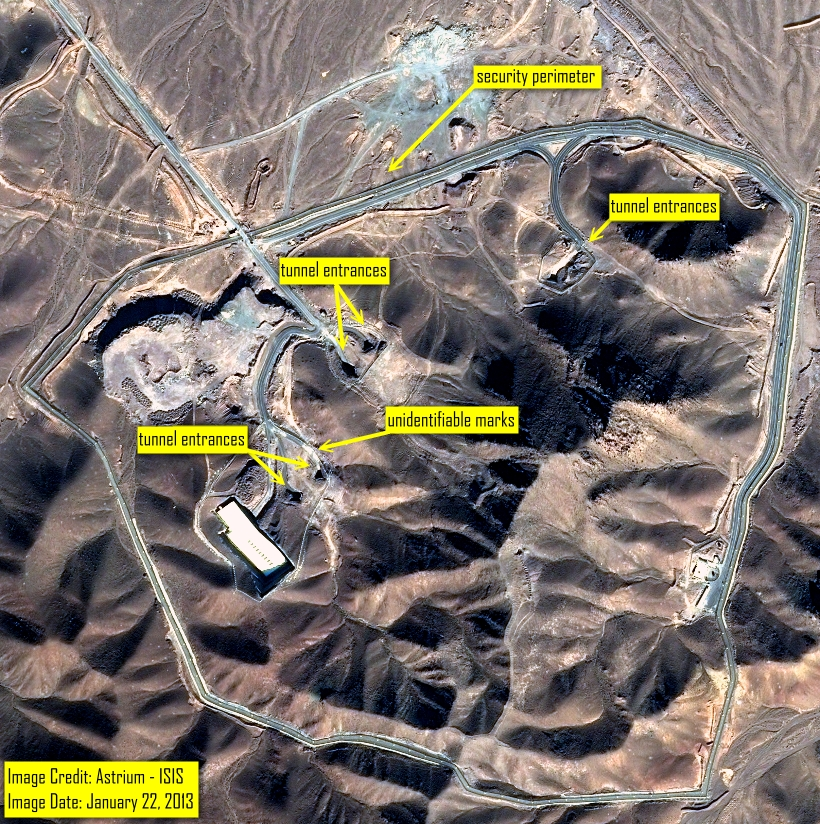 security perimeter
tunnel entrances
tunnel entrances
unidentifiable marks
tunnel entrances
Image Credit: Astrium - ISIS
Image Date: January 22, 2013